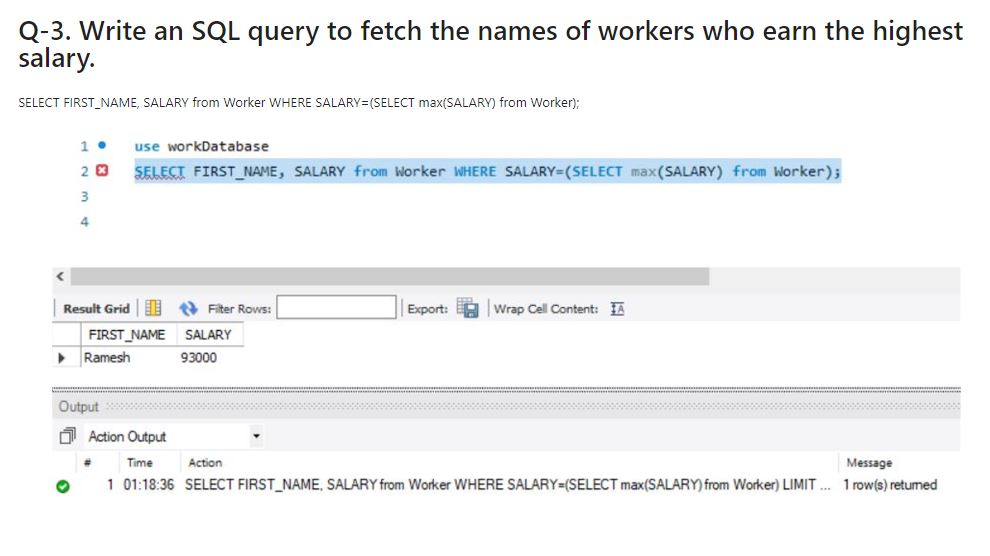 Q-3. Write an SQL query to fetch the names of workers who earn the highest
salary.
SELECT FIRST_NAME, SALARY from Worker WHERE SALARY=(SELECT max(SALARY) from Worker);
1 use workDatabase
2 SELECT FIRST_NAME, SALARY from Worker WHERE SALARY=(SELECT max(SALARY) from Worker);
3
4
Result Grid Filter Rows: Export: Wrap Cell Content:
FIRST_NAME SALARY
Ramesh 93000
Output
Action Output
# Time Action Message
1 01:18:36 SELECT FIRST_NAME, SALARY from Worker WHERE SALARY=(SELECT max(SALARY) from Worker) LIMIT ... 1 row(s) returned